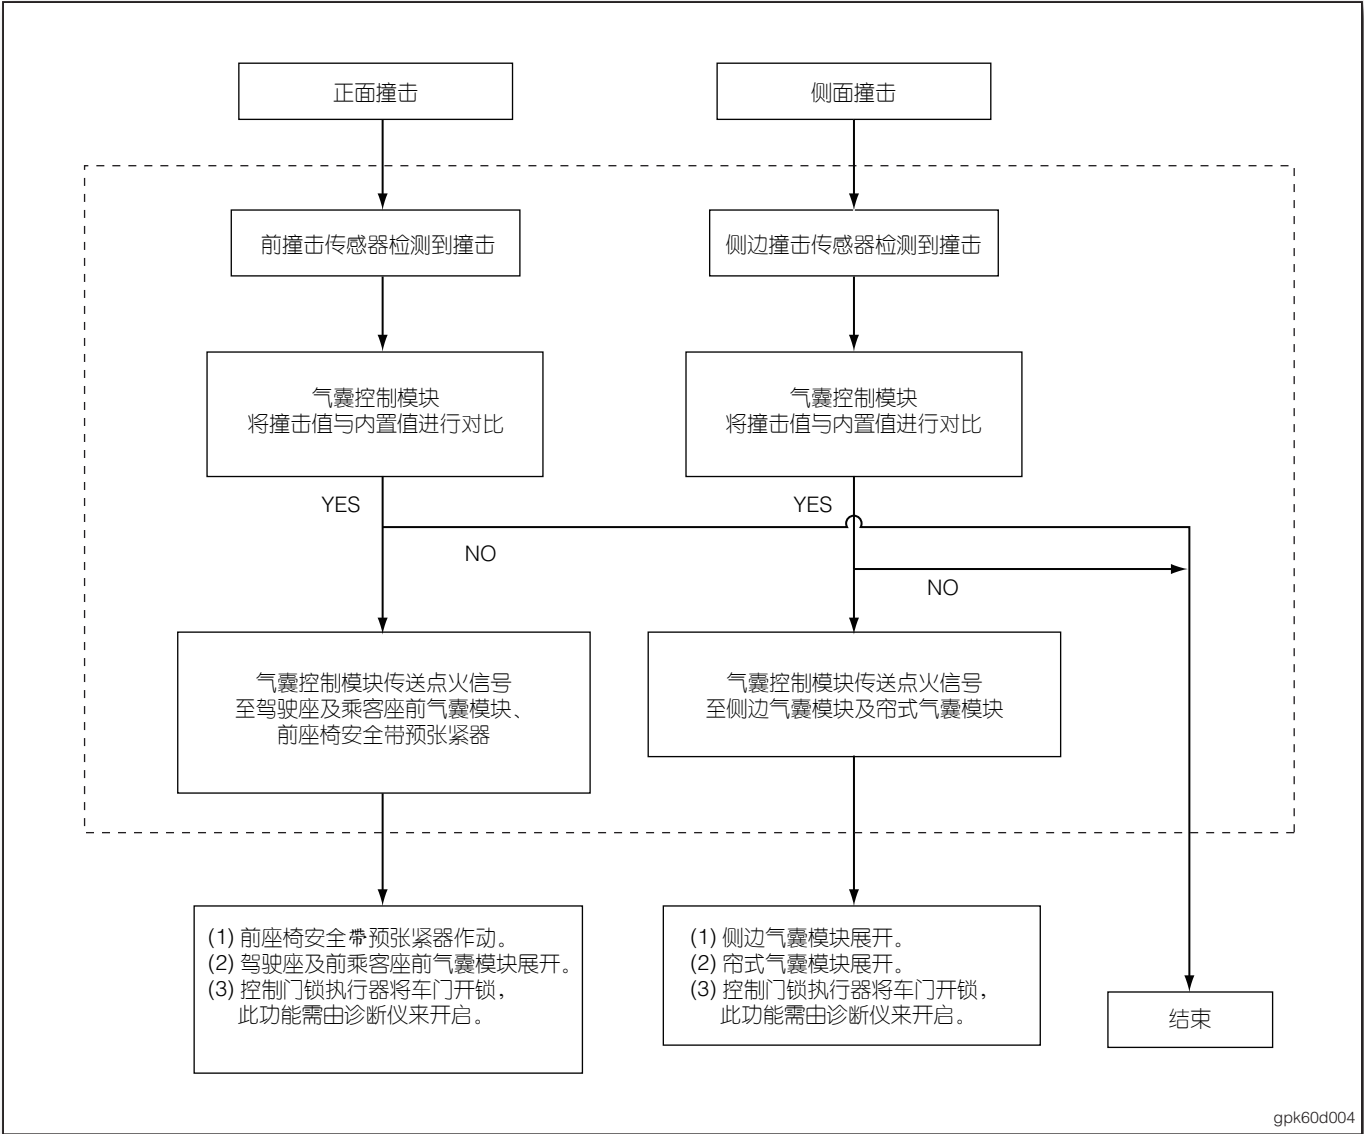 正面撞击
侧面撞击
前撞击传感器检测到撞击
侧边撞击传感器检测到撞击
气囊控制模块
将撞击值与内置值进行对比
气囊控制模块
将撞击值与内置值进行对比
YES
YES
NO
NO
气囊控制模块传送点火信号
至驾驶座及乘客座前气囊模块、
前座椅安全带预张紧器
气囊控制模块传送点火信号
至侧边气囊模块及帘式气囊模块
(1) 前座椅安全帶预张紧器作动。
(2) 驾驶座及前乘客座前气囊模块展开。
(3) 控制门锁执行器将车门开锁，
此功能需由诊断仪来开启。
(1) 侧边气囊模块展开。
(2) 帘式气囊模块展开。
(3) 控制门锁执行器将车门开锁，
此功能需由诊断仪来开启。
结束
gpk60d004